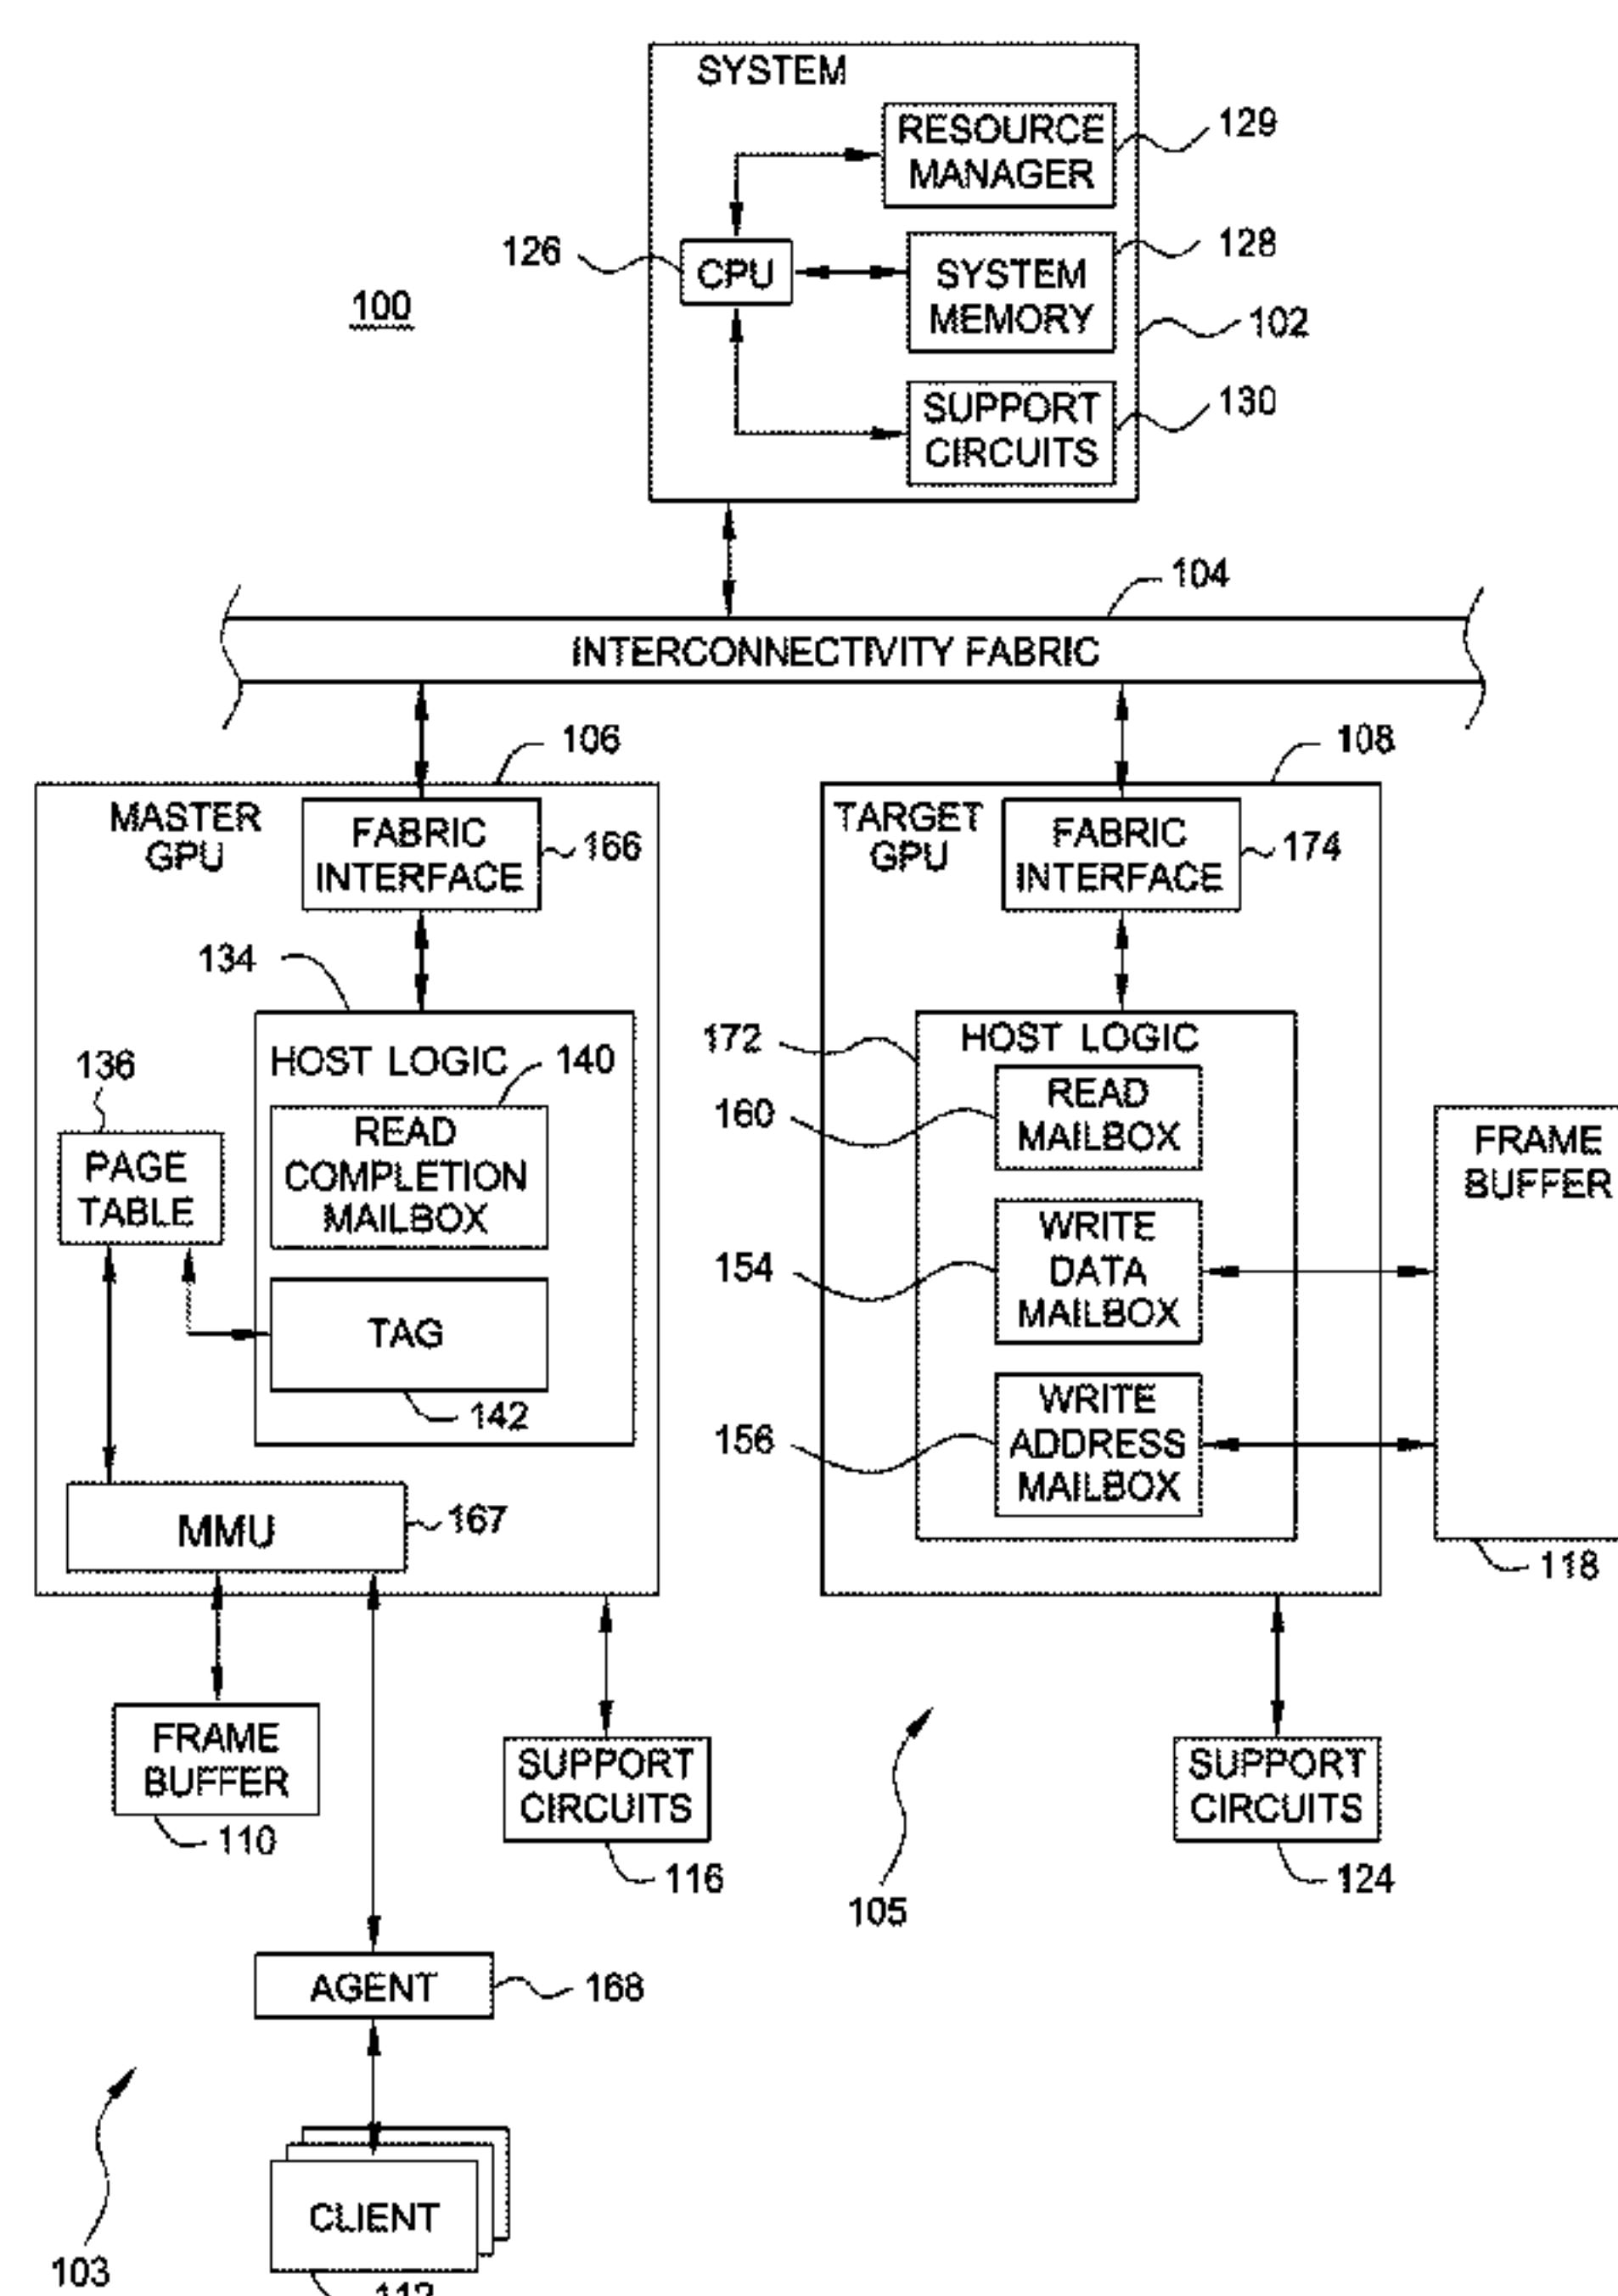 SYSTEM
RESOURCE
MANAGER
129
126
CPU
SYSTEM
MEMORY
128
100
102
SUPPORT
CIRCUITS
130
104
INTERCONNECTIVITY FABRIC
106
108
MASTER
GPU
FABRIC
INTERFACE
166
TARGET
GPU
FABRIC
INTERFACE
174
134
HOST LOGIC
140
136
PAGE
TABLE
READ
COMPLETION
MAILBOX
TAG
142
MMU
167
172
HOST LOGIC
160
READ
MAILBOX
154
WRITE
DATA
MAILBOX
156
WRITE
ADDRESS
MAILBOX
FRAME
BUFFER
118
FRAME
BUFFER
110
SUPPORT
CIRCUITS
116
105
SUPPORT
CIRCUITS
124
AGENT
168
CLIENT
103